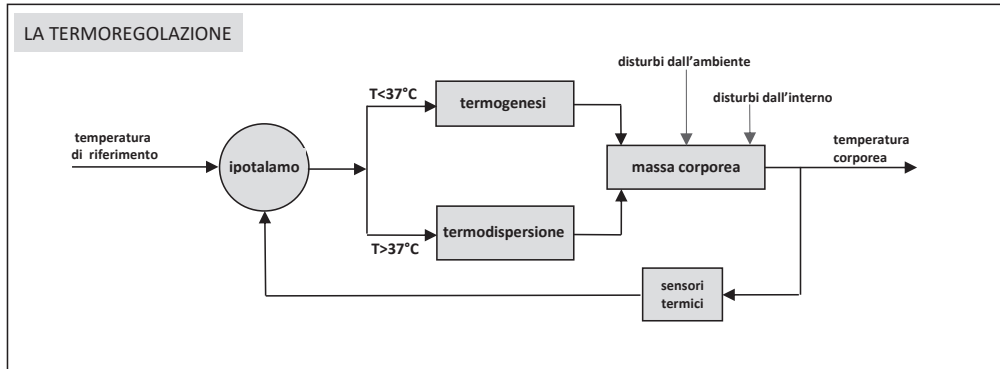 LA TERMOREGOLAZIONE
disturbi dall'ambiente
disturbi dall'interno
T<37°C
termogenesi
temperatura
di riferimento
ipotalamo
massa corporea
temperatura
corporea
termodispersione
T>37°C
sensori
termici